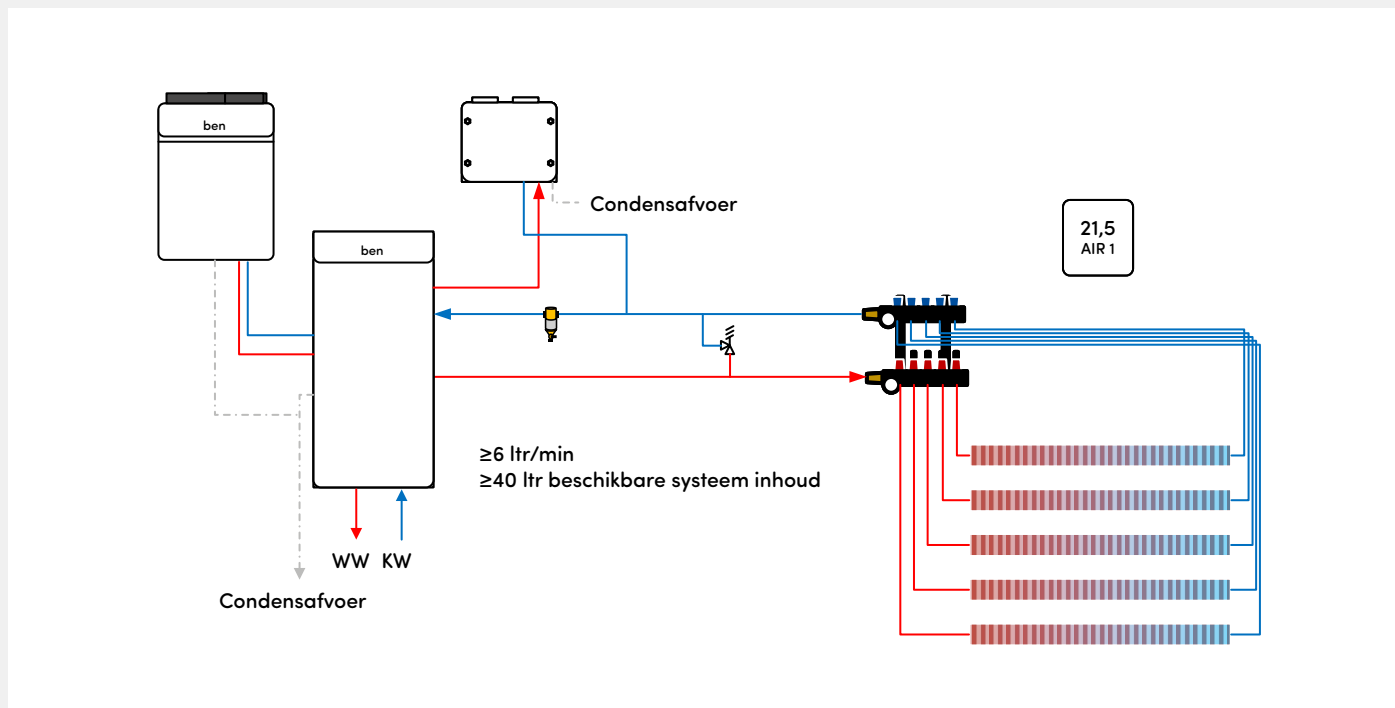 ben
Condensafvoer
21,5
AIR 1
ben
≥6 ltr/min
≥40 ltr beschikbare systeem inhoud
WW KW
Condensafvoer